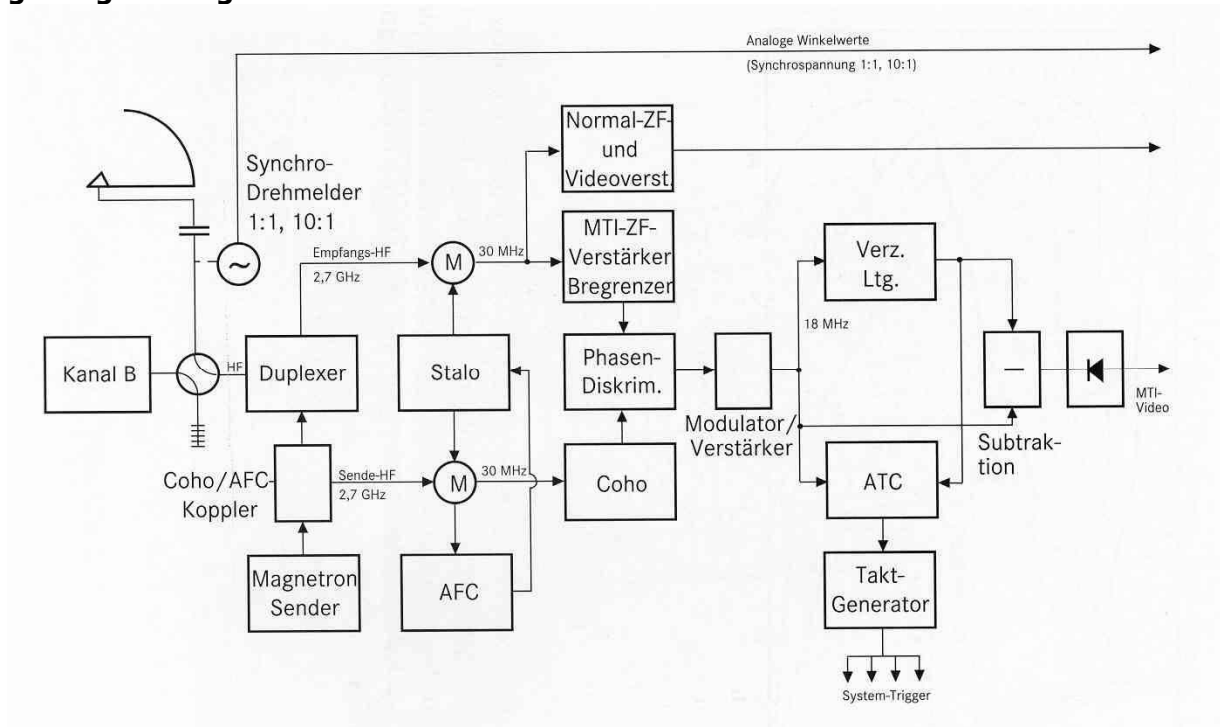 Analoge Winkelwerte
(Synchrospannung 1:1, 10:1)
Normal-ZF-
und
Videoverst.
Synchro-
Drehmelder
1:1, 10:1
MTI-ZF-
Verstärker
Bregrenzer
Verz.
Ltg.
Empfangs-HF
2,7 GHz
M
30 MHz
18 MHz
Kanal B
HF
Duplexer
Stalo
Phasen-
Diskrim.
–
MTI-
Video
Modulator/
Verstärker
Subtrak-
tion
Coho/AFC
Koppler
Sende-HF
2,7 GHz
M
30 MHz
Coho
ATC
Magnetron
Sender
AFC
Takt-
Generator
System-Trigger